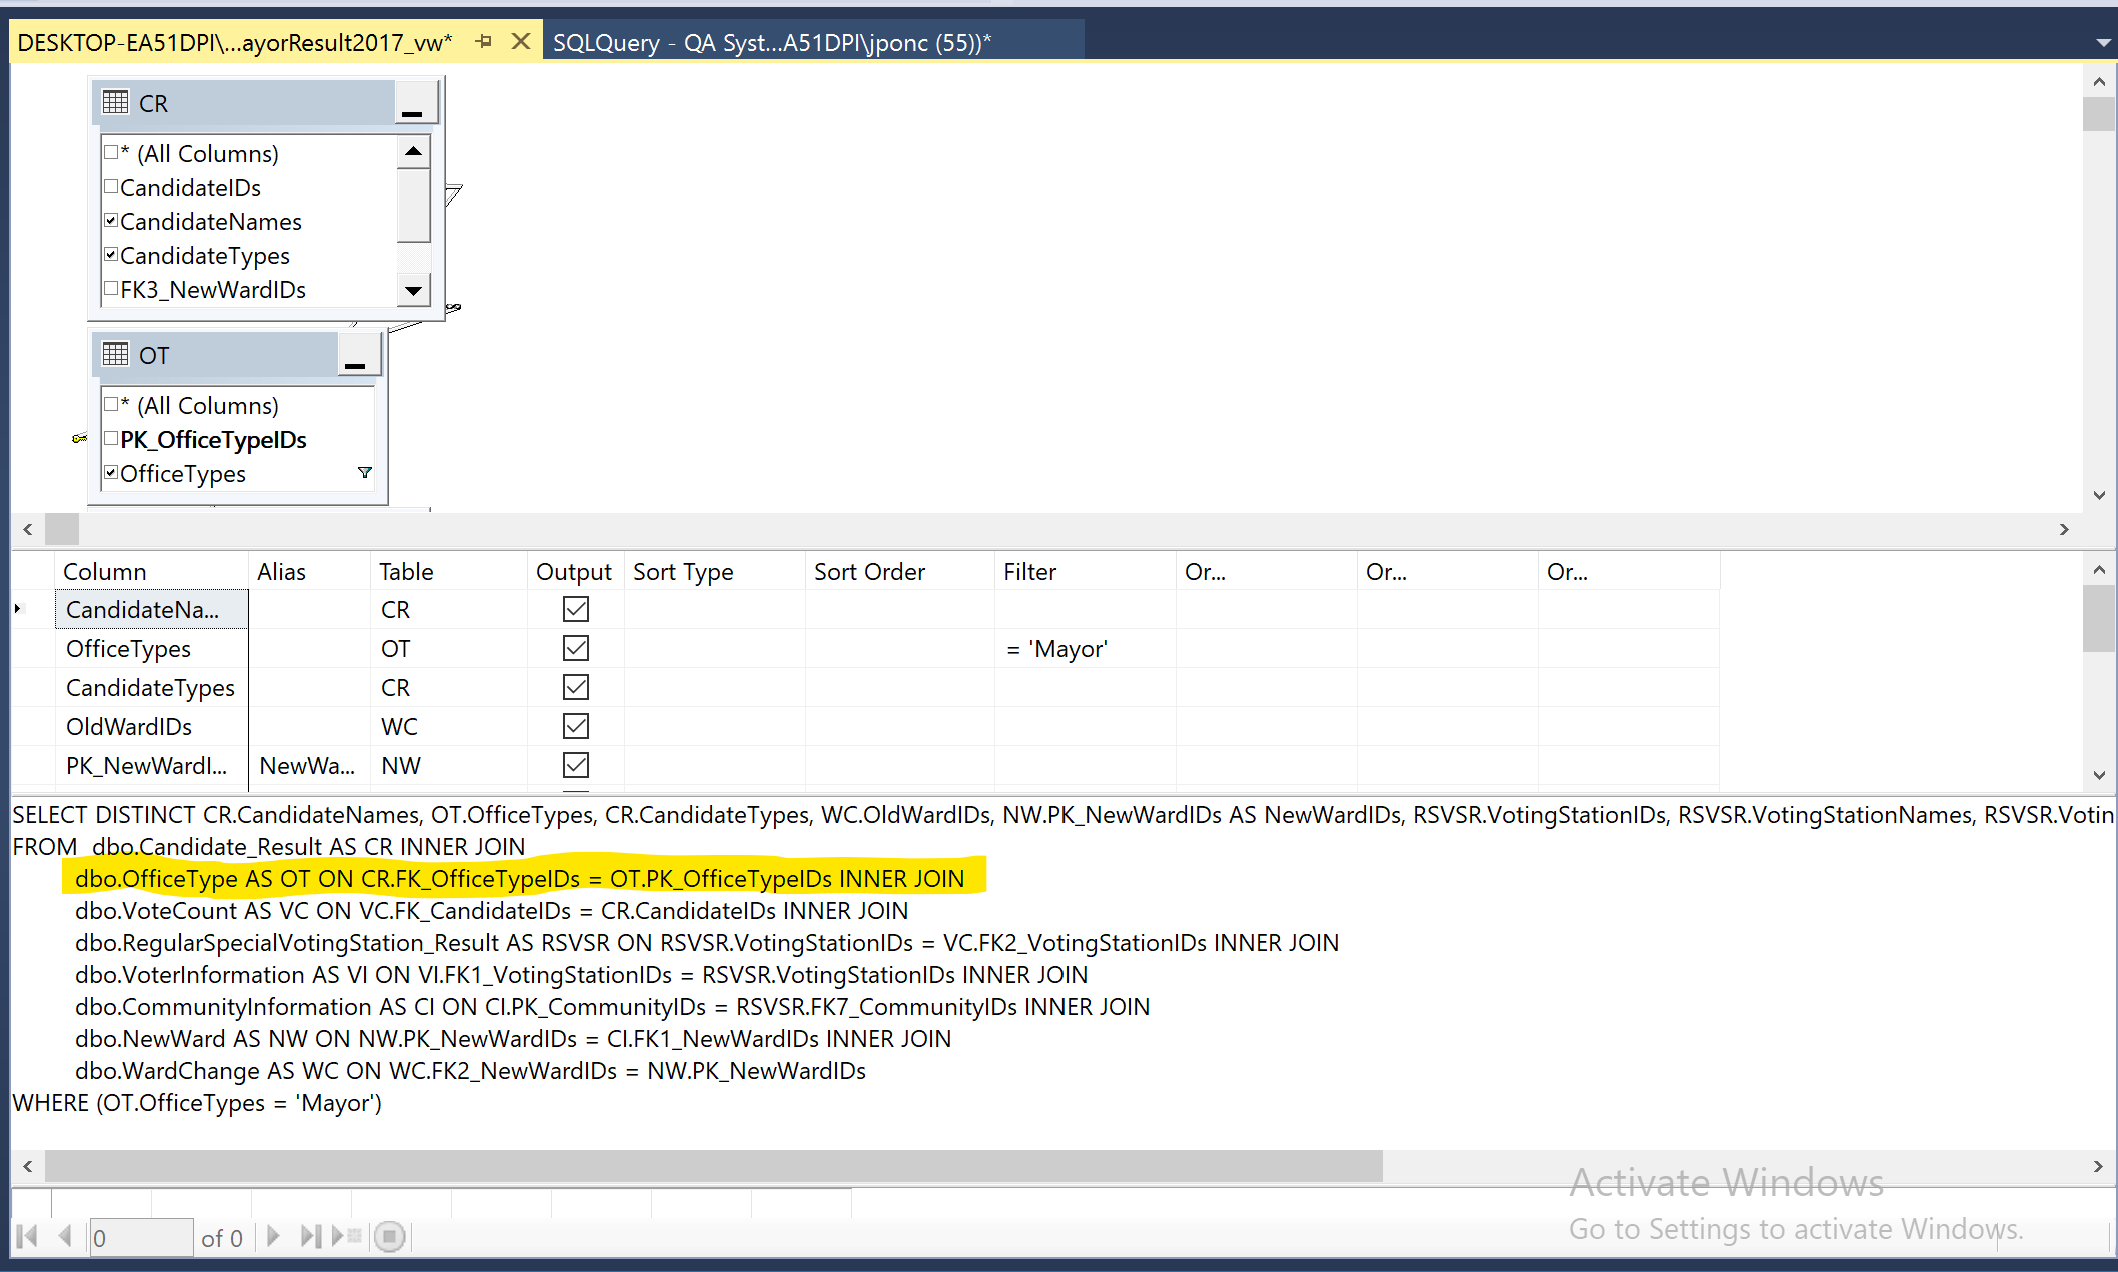 DESKTOP-EA51DPI\...ayorResult2017_vw*
SQLQuery - QA Syst...A51DPI\jponc (55))*
CR
* (All Columns)
CandidateIDs
CandidateNames
CandidateTypes
FK3_NewWardIDs
OT
* (All Columns)
PK_OfficeTypeIDs
OfficeTypes
Column Alias Table Output Sort Type Sort Order Filter Or... Or... Or...
CandidateNa... CR
OfficeTypes OT = 'Mayor'
CandidateTypes CR
OldWardIDs WC
PK_NewWardI... NewWa... NW
SELECT DISTINCT CR.CandidateNames, OT.OfficeTypes, CR.CandidateTypes, WC.OldWardIDs, NW.PK_NewWardIDs AS NewWardIDs, RSVSR.VotingStationIDs, RSVSR.VotingStationNames, RSVSR.Votin
FROM dbo.Candidate_Result AS CR INNER JOIN
dbo.OfficeType AS OT ON CR.FK_OfficeTypeIDs = OT.PK_OfficeTypeIDs INNER JOIN
dbo.VoteCount AS VC ON VC.FK_CandidateIDs = CR.CandidateIDs INNER JOIN
dbo.RegularSpecialVotingStation_Result AS RSVSR ON RSVSR.VotingStationIDs = VC.FK2_VotingStationIDs INNER JOIN
dbo.VoterInformation AS VI ON VI.FK1_VotingStationIDs = RSVSR.VotingStationIDs INNER JOIN
dbo.CommunityInformation AS CI ON CI.PK_CommunityIDs = RSVSR.FK7_CommunityIDs INNER JOIN
dbo.NewWard AS NW ON NW.PK_NewWardIDs = CI.FK1_NewWardIDs INNER JOIN
dbo.WardChange AS WC ON WC.FK2_NewWardIDs = NW.PK_NewWardIDs
WHERE (OT.OfficeTypes = 'Mayor')
Activate Windows
Go to Settings to activate Windows.
0 of 0